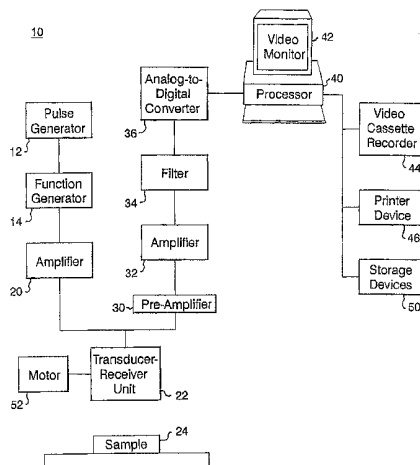 10
Video
Monitor
42
Analog-to-
Digital
Converter
36
40
Processor
Pulse
Generator
12
Video
Cassette
Recorder
44
Filter
34
Function
Generator
14
Printer
Device
46
Amplifier
20
Amplifier
32
Storage
Devices
50
30
Pre-Amplifier
Motor
52
Transducer-
Receiver
Unit
22
Sample
24